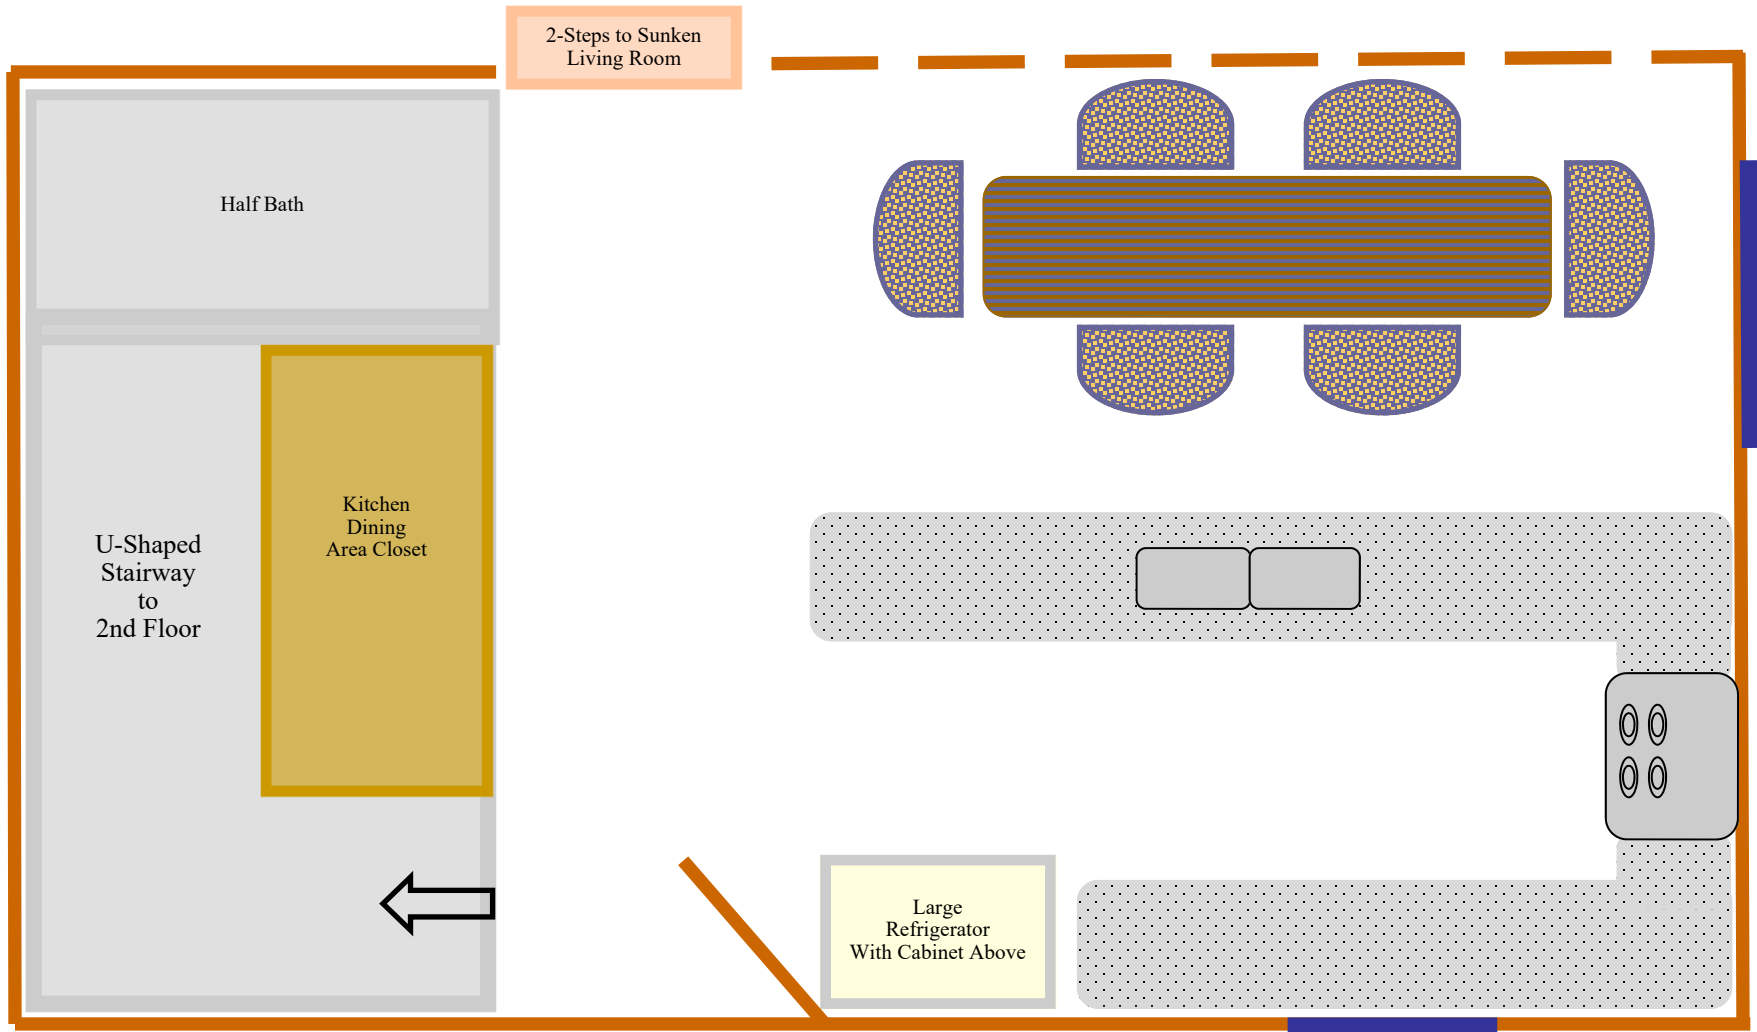 2-Steps to Sunken
Living Room
Half Bath
Kitchen
Dining
Area Closet
U-Shaped
Stairway
to
2nd Floor
Large
Refrigerator
With Cabinet Above